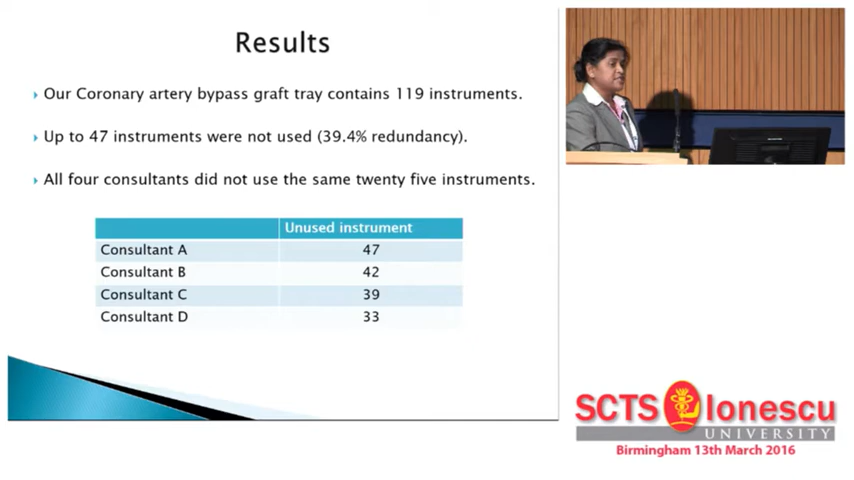 Results
Our Coronary artery bypass graft tray contains 119 instruments.
Up to 47 instruments were not used (39.4% redundancy).
All four consultants did not use the same twenty five instruments.
Unused instrument
Consultant A 47
Consultant B 42
Consultant C 39
Consultant D 33
SCTS Ionescu
UNIVERSITY
Birmingham 13th March 2016